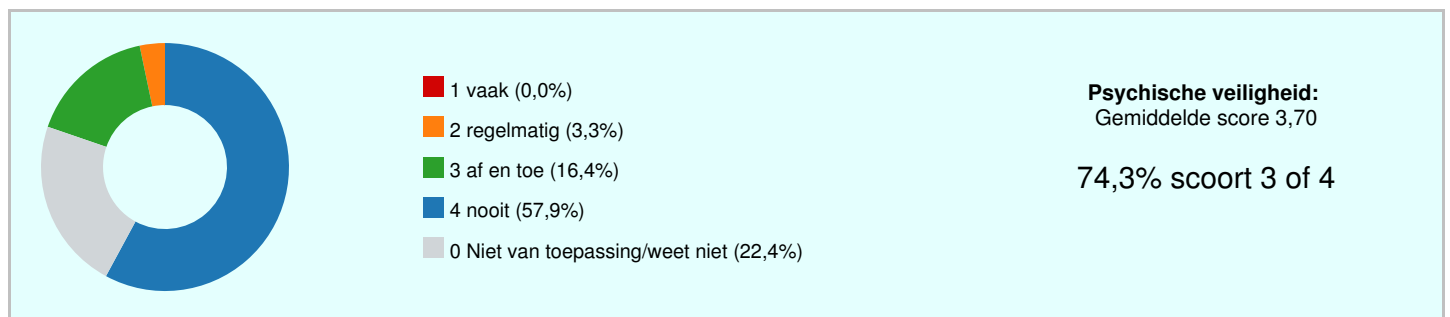 1 vaak (0,0%)
2 regelmatig (3,3%)
3 af en toe (16,4%)
4 nooit (57,9%)
0 Niet van toepassing/weet niet (22,4%)
Psychische veiligheid:
Gemiddelde score 3,70
74,3% scoort 3 of 4